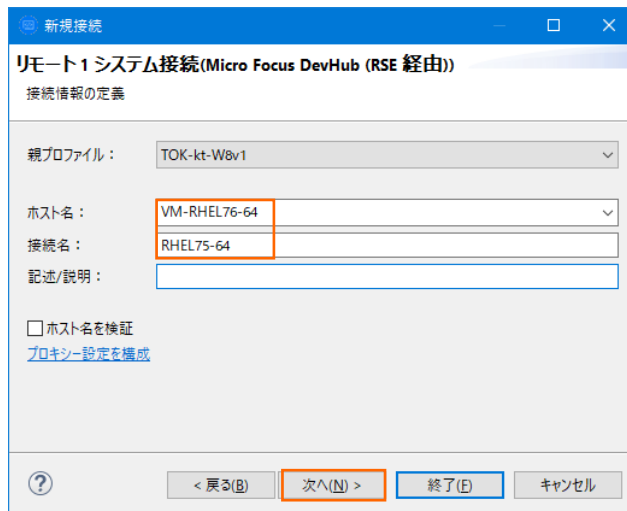 新規接続
リモート1 システム接続(Micro Focus DevHub (RSE 経由))
接続情報の定義
親プロファイル：
TOK-kt-W8v1
ホスト名：
VM-RHEL76-64
接続名：
RHEL75-64
記述/説明：
ホスト名を検証
プロキシー設定を構成
< 戻る(B)
次へ(N) >
終了(F)
キャンセル